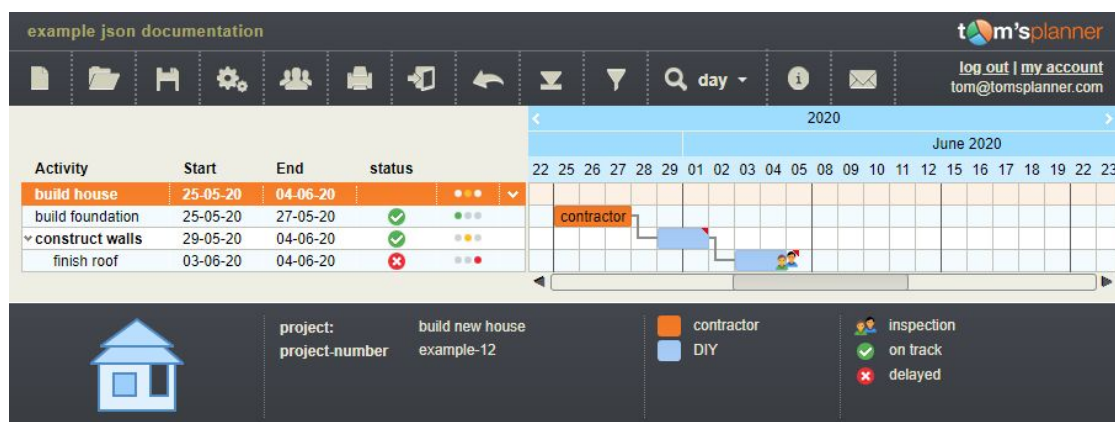 example json documentation
tom'splanner
day
log out | my account
tom@tomsplanner.com
2020
June 2020
Activity Start End status
22 25 26 27 28 29 01 02 03 04 05 08 09 10 11 12 15 16 17 18 19 22 23
build house 25-05-20 04-06-20
build foundation 25-05-20 27-05-20 contractor
construct walls 29-05-20 04-06-20
finish roof 03-06-20 04-06-20
project: build new house
project-number example-12
contractor
DIY
inspection
on track
delayed